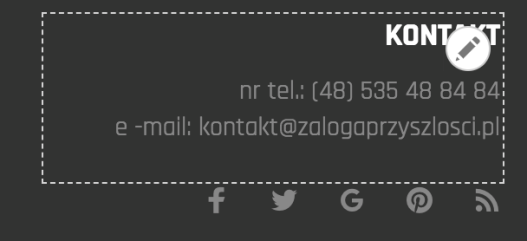 KONTAKT
nr tel.: (48) 535 48 84 84
e -mail: kontakt@zalogaprzyszlosci.pl